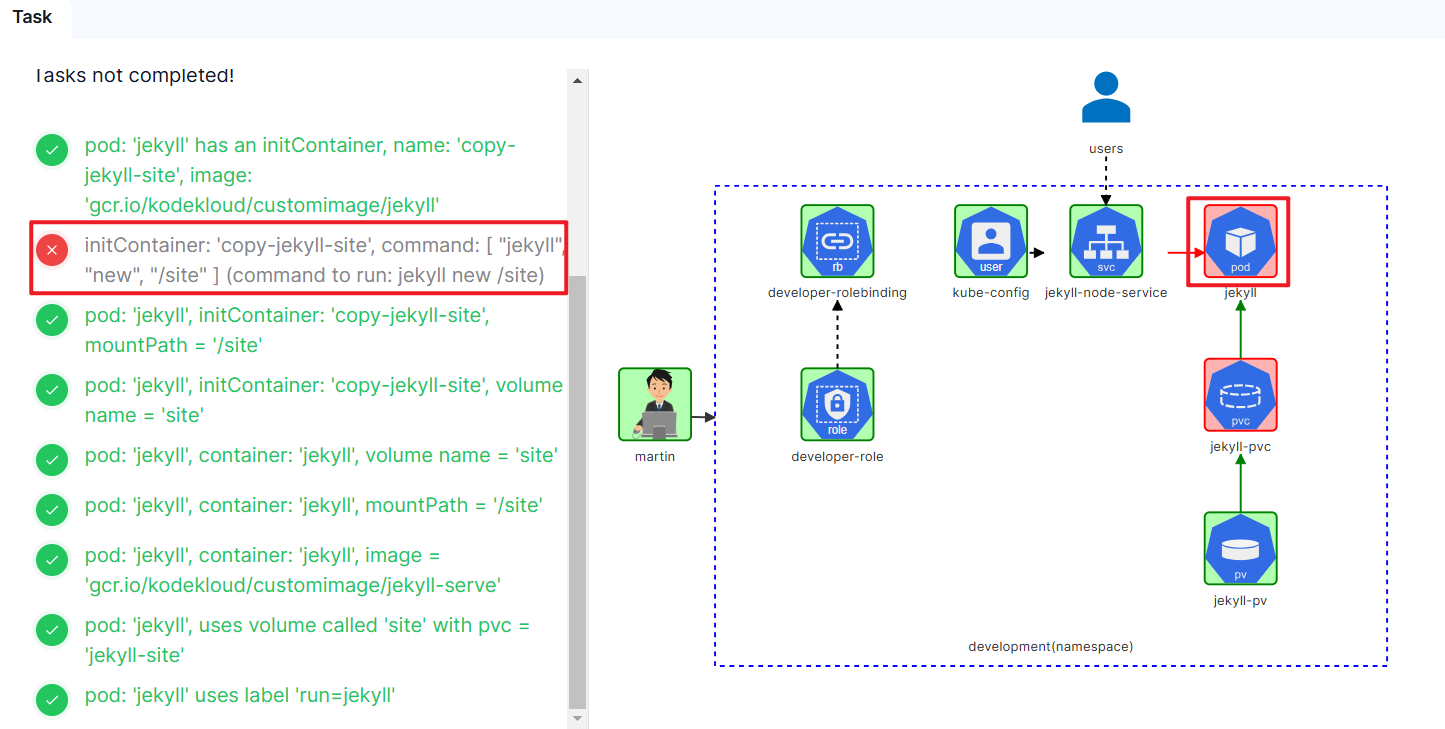 Task
Tasks not completed!
pod: 'jekyll' has an initContainer, name: 'copy-
jekyll-site', image:
'gcr.io/kodekloud/customimage/jekyll'
initContainer: 'copy-jekyll-site', command: [ "jekyll",
"new", "/site" ] (command to run: jekyll new /site)
pod: 'jekyll', initContainer: 'copy-jekyll-site',
mountPath = '/site'
pod: 'jekyll', initContainer: 'copy-jekyll-site', volume
name = 'site'
pod: 'jekyll', container: 'jekyll', volume name = 'site'
pod: 'jekyll', container: 'jekyll', mountPath = '/site'
pod: 'jekyll', container: 'jekyll', image =
'gcr.io/kodekloud/customimage/jekyll-serve'
pod: 'jekyll', uses volume called 'site' with pvc =
'jekyll-site'
pod: 'jekyll' uses label 'run=jekyll'
users
rb
developer-rolebinding
user
kube-config
svc
jekyll-node-service
pod
jekyll
martin
role
developer-role
pvc
jekyll-pvc
pv
jekyll-pv
development(namespace)